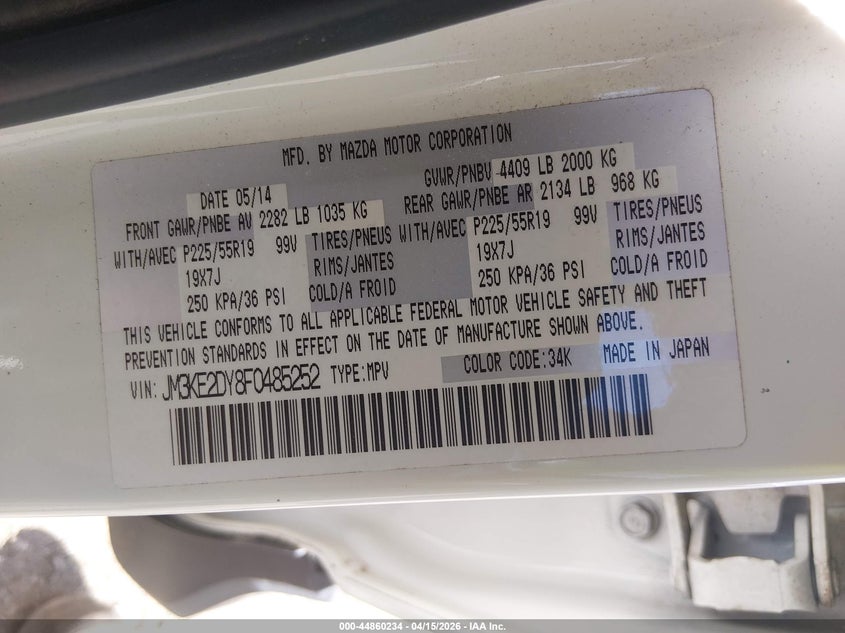 MFD. BY MAZDA MOTOR CORPORATION
DATE 05/14 GVWR/PNBV 4409 LB 2000 KG
FRONT GAWR/PNBE AV 2282 LB 1035 KG REAR GAWR/PNBE AR 2134 LB 968 KG
WITH/AVEC P225/55R19 99V TIRES/PNEUS WITH/AVEC P225/55R19 99V TIRES/PNEUS
19X7J RIMS/JANTES 19X7J RIMS/JANTES
250 KPA/36 PSI COLD/A FROID 250 KPA/36 PSI COLD/A FROID
THIS VEHICLE CONFORMS TO ALL APPLICABLE FEDERAL MOTOR VEHICLE SAFETY AND THEFT
PREVENTION STANDARDS IN EFFECT ON THE DATE OF MANUFACTURE SHOWN ABOVE.
VIN: JM3KE2DY8F0485252 TYPE:MPV COLOR CODE:34K MADE IN JAPAN
000-44860234 - 04/15/2026 - IAA Inc.